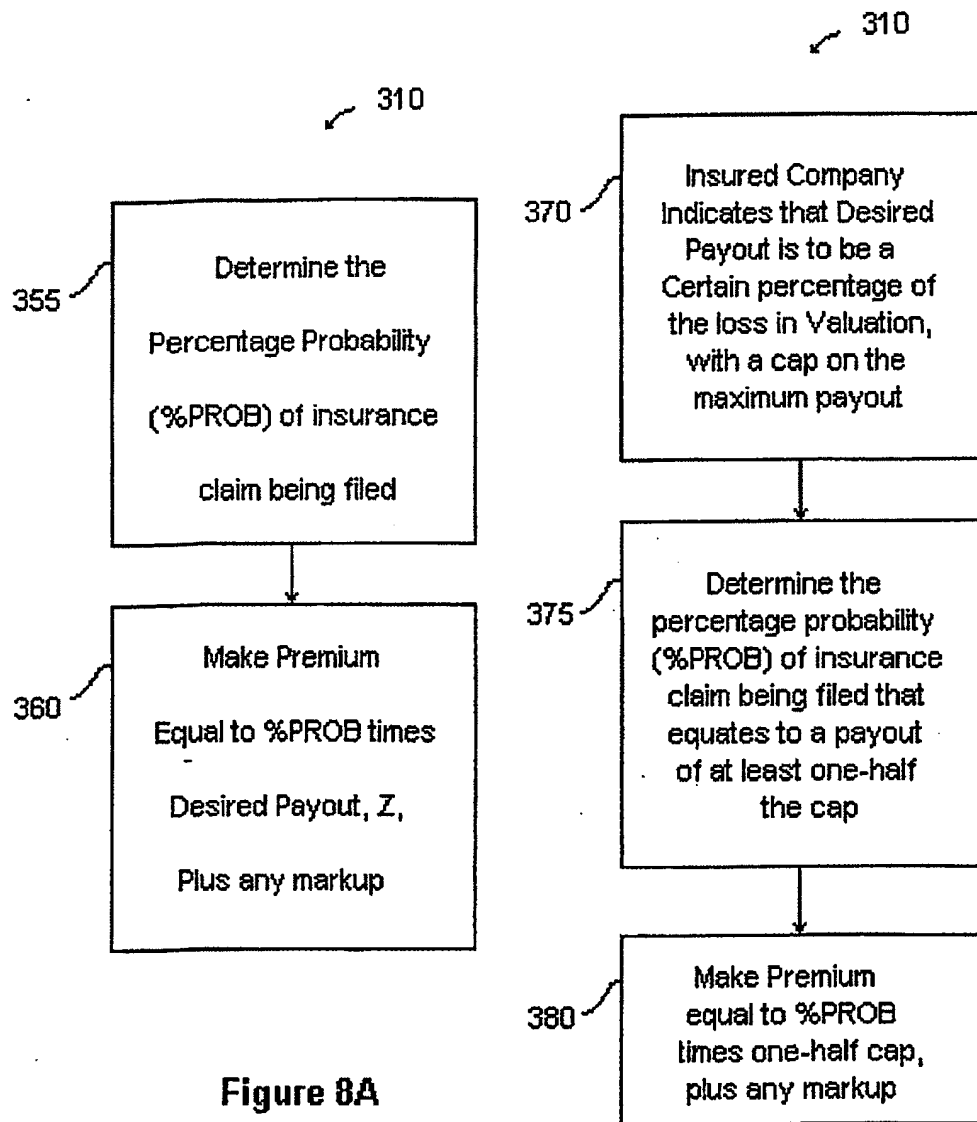 310
355
Determine the
Percentage Probability
(%PROB) of insurance
claim being filed
360
Make Premium
Equal to %PROB times
Desired Payout, Z,
Plus any markup
Figure 8A
310
370
Insured Company
Indicates that Desired
Payout is to be a
Certain percentage of
the loss in Valuation,
with a cap on the
maximum payout
375
Determine the
percentage probability
(%PROB) of insurance
claim being filed that
equates to a payout
of at least one-half
the cap
380
Make Premium
equal to %PROB
times one-half cap,
plus any markup